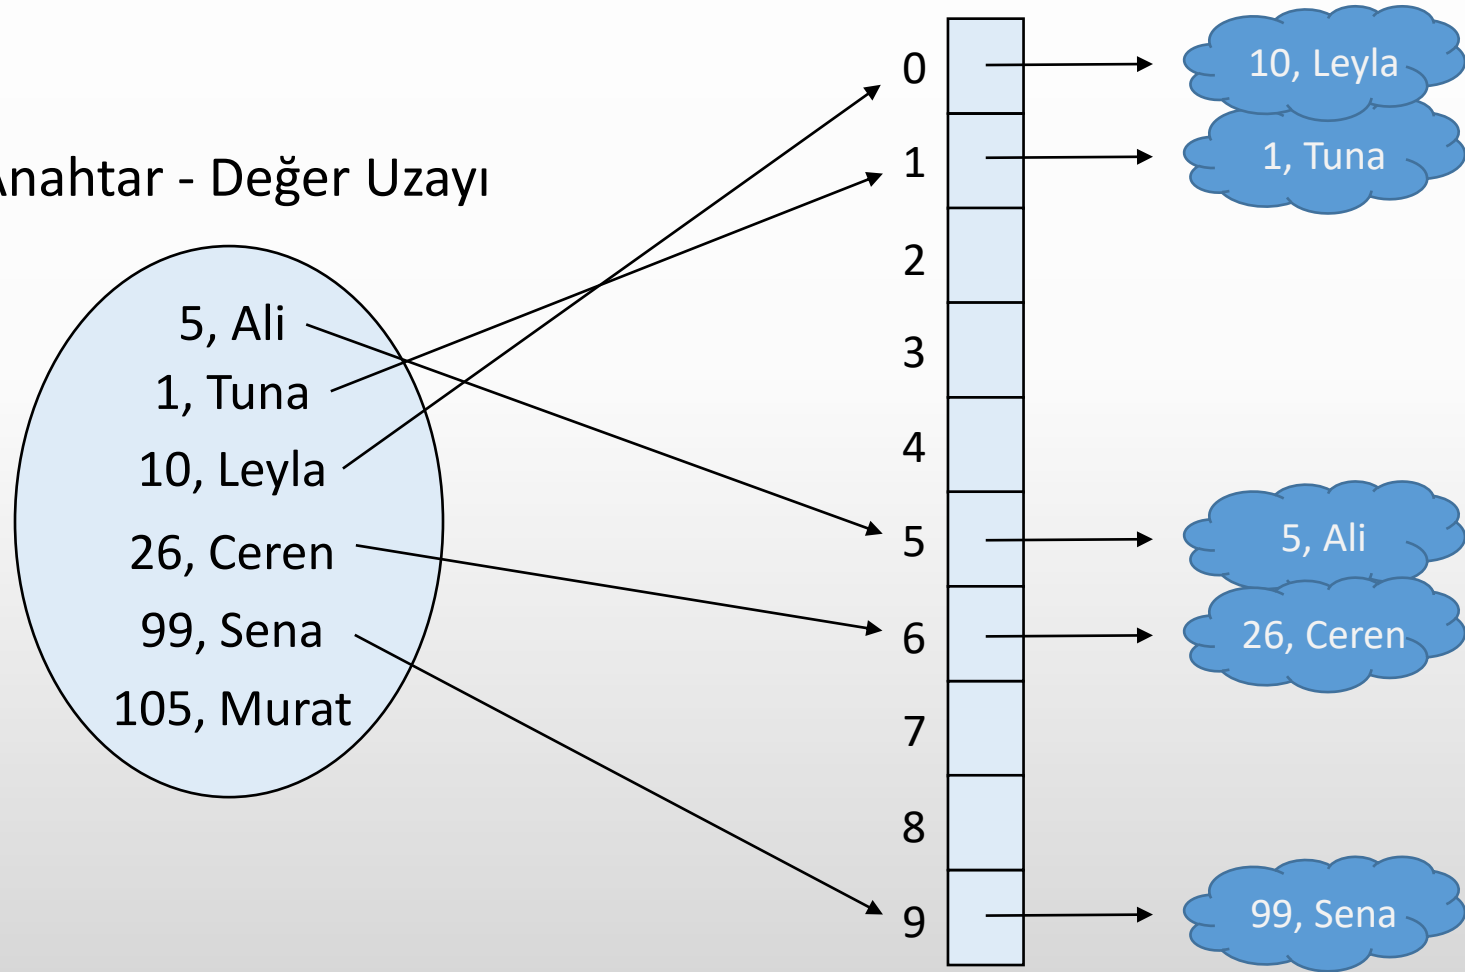 Anahtar - Değer Uzayı
5, Ali
1, Tuna
10, Leyla
26, Ceren
99, Sena
105, Murat
0
1
2
3
4
5
6
7
8
9
10, Leyla
1, Tuna
5, Ali
26, Ceren
99, Sena